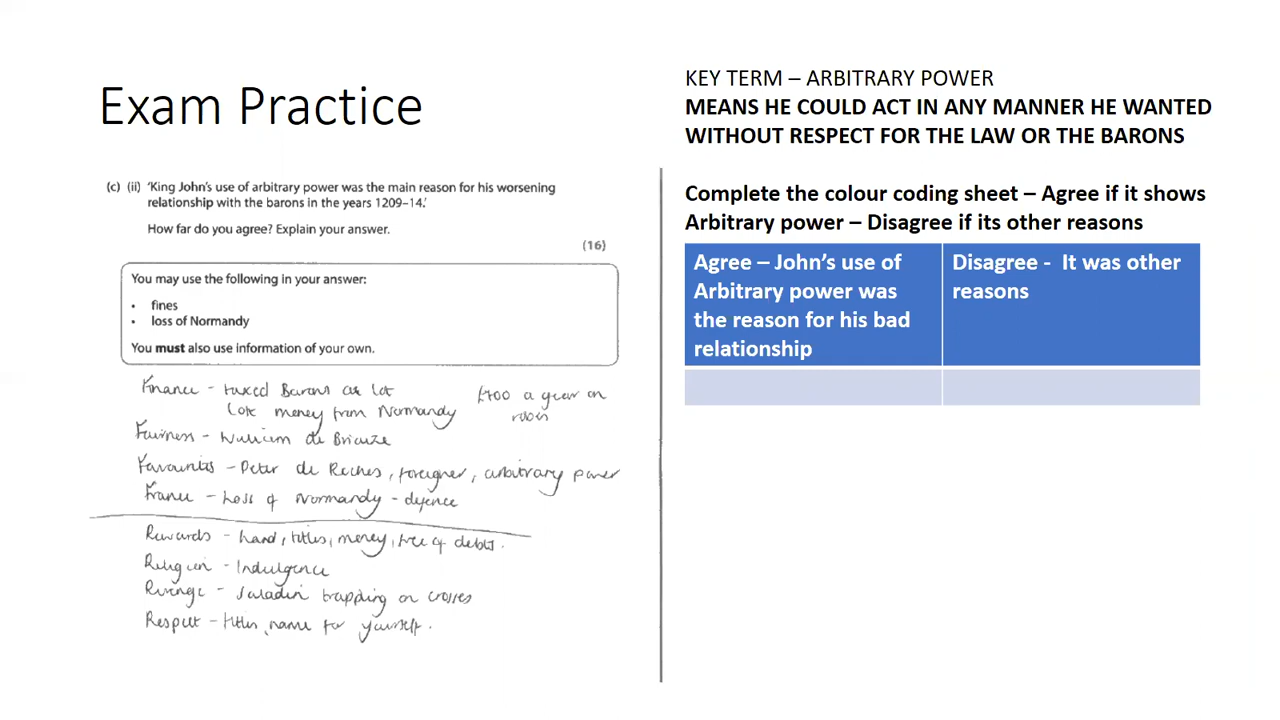 Exam Practice
(c) (ii) ‘King John's use of arbitrary power was the main reason for his worsening
relationship with the barons in the years 1209–14.’
How far do you agree? Explain your answer.
(16)
You may use the following in your answer:
• fines
• loss of Normandy
You must also use information of your own.
Finance - taxed Barons a lot
Lots money from Normandy
£400 a year on
Fairness - William de Briouze
Favourites - Peter de Roches, foreigner, arbitrary power
France - Loss of Normandy - defence
Rewards - land, titles, money, free of debts.
Religion - Indulgence
Revenge - Saladin trapping on crosses
Respect - titles, name for yourself.
KEY TERM – ARBITRARY POWER
MEANS HE COULD ACT IN ANY MANNER HE WANTED
WITHOUT RESPECT FOR THE LAW OR THE BARONS
Complete the colour coding sheet – Agree if it shows
Arbitrary power – Disagree if its other reasons
Agree – John's use of
Arbitrary power was
the reason for his bad
relationship
Disagree - It was other
reasons